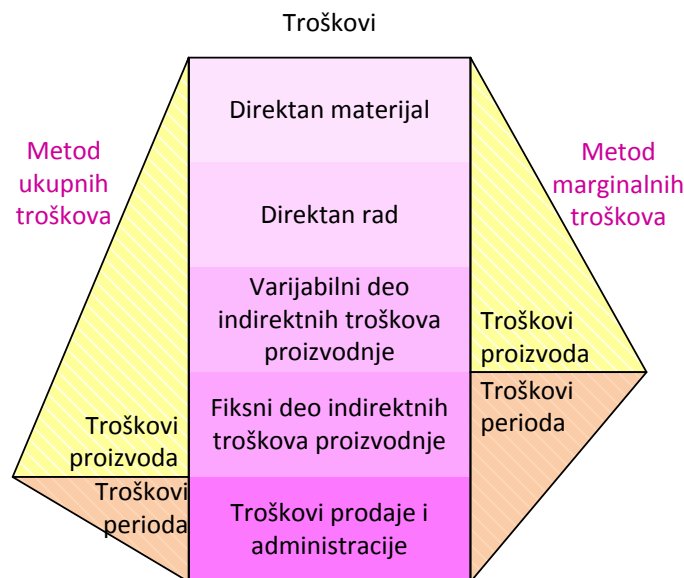 Troškovi
Metod
ukupnih
troškova
Direktan materijal
Direktan rad
Varijabilni deo
indirektnih troškova
proizvodnje
Fiksni deo indirektnih
troškova proizvodnje
Troškovi prodaje i
administracije
Troškovi
proizvoda
Troškovi
perioda
Metod
marginalnih
troškova
Troškovi
proizvoda
Troškovi
perioda